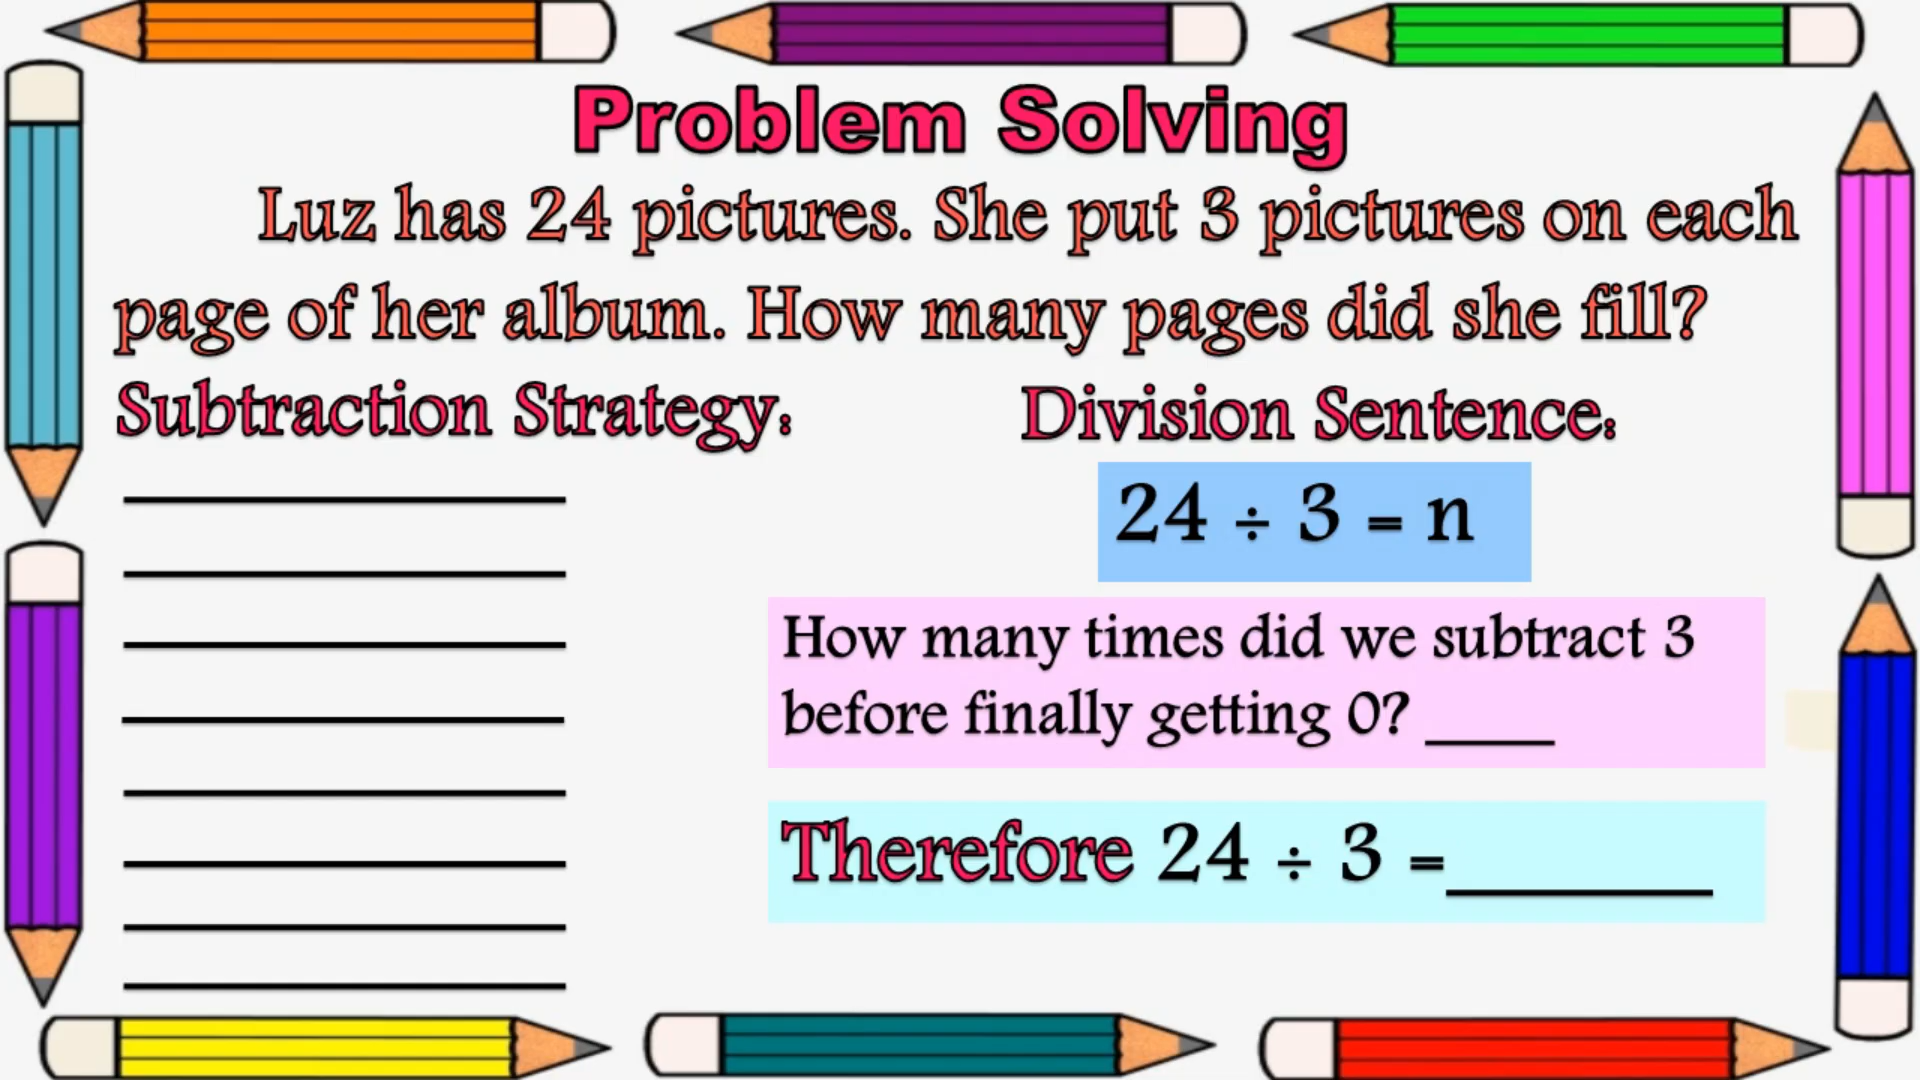 Problem Solving
Luz has 24 pictures. She put 3 pictures on each
page of her album. How many pages did she fill?
Subtraction Strategy:
Division Sentence:
24 ÷ 3 = n
How many times did we subtract 3
before finally getting 0? ____
Therefore 24 ÷ 3 =_______